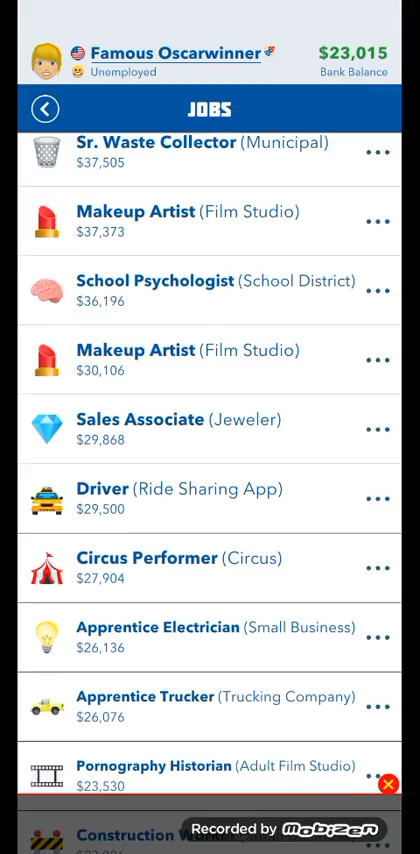 Famous Oscarwinner
$23,015
Unemployed
Bank Balance
JOBS
Sr. Waste Collector (Municipal)
$37,505
Makeup Artist (Film Studio)
$37,373
School Psychologist (School District)
$36,196
Makeup Artist (Film Studio)
$30,106
Sales Associate (Jeweler)
$29,868
Driver (Ride Sharing App)
$29,500
Circus Performer (Circus)
$27,904
Apprentice Electrician (Small Business)
$26,136
Apprentice Trucker (Trucking Company)
$26,076
Pornography Historian (Adult Film Studio)
$23,530
Recorded by mobizen
Construction